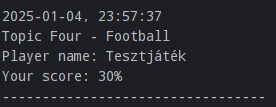 2025-01-04, 23:57:37
Topic Four - Football
Player name: Tesztjáték
Your score: 30%
---------------------------------